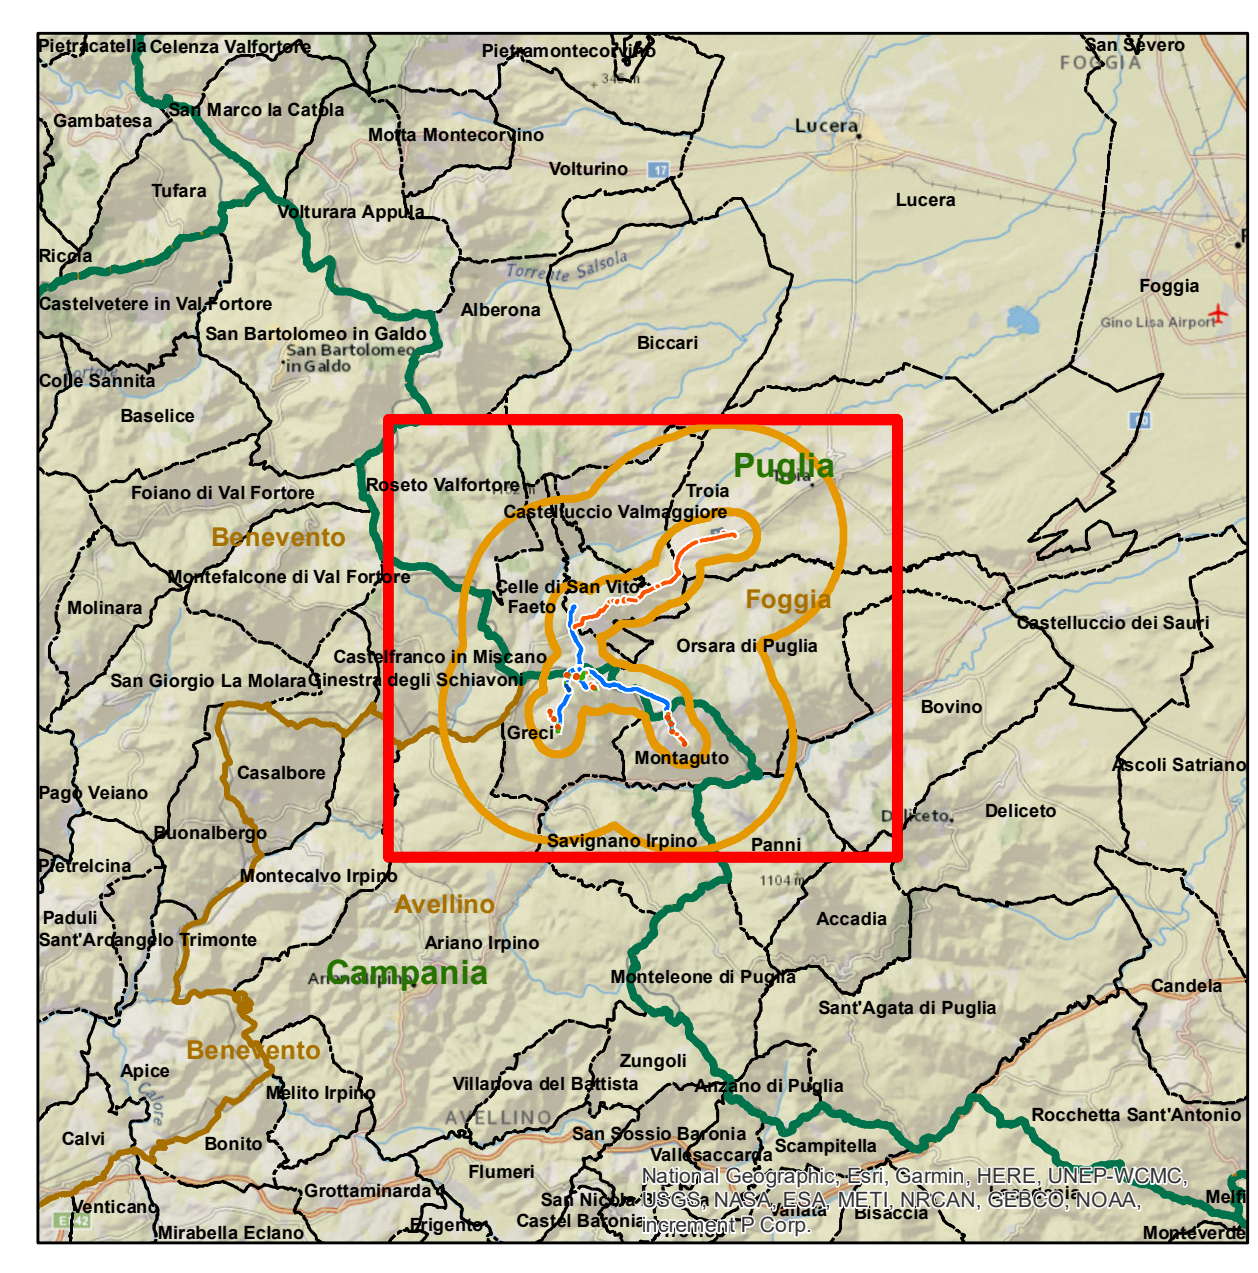 Pietracatella
Celenza Valfortore
Pietramontecorvino
San Severo
FOGGIA
345 m
San Marco la Catola
Gambatesa
Motta Montecorvino
Lucera
Volturino
17
Tufara
Lucera
Volturara Appula
Riccia
Torrente Salsola
Foggia
Castelvetere in Val Fortore
Alberona
Gino Lisa Airport
San Bartolomeo in Galdo
Biccari
San Bartolomeo
in Galdo
Colle Sannita
Baselice
Puglia
Troia
Roseto Valfortore
Troia
Foiano di Val Fortore
Castelluccio Valmaggiore
Benevento
Montefalcone di Val Fortore
Celle di San Vito
Foggia
Molinara
Faeto
Castelluccio dei Sauri
Orsara di Puglia
Castelfranco in Miscano
San Giorgio La Molara
Ginestra degli Schiavoni
Bovino
Greci
Montaguto
Casalbore
Ascoli Satriano
Pago Veiano
Deliceto
Deliceto
Buonalbergo
Savignano Irpino
Panni
Pietrelcina
Montecalvo Irpino
1104 m
Avellino
Paduli
Accadia
Sant'Arcangelo Trimonte
Ariano Irpino
Campania
Ariano Irpino
Monteleone di Puglia
Candela
Sant'Agata di Puglia
Benevento
Zungoli
Apice
Villanova del Battista
Anzano di Puglia
Melito Irpino
Calore
AVELLINO
Rocchetta Sant'Antonio
Calvi
Bonito
San Sossio Baronia
Scampitella
Vallesaccarda
Flumeri
National Geographic, Esri, Garmin, HERE, UNEP-WCMC,
Grottaminarda
USGS, NASA, ESA, METI, NRCAN, GEBCO, NOAA,
Melfi
Venticano
Castel Baronia
Bisaccia
increment P Corp.
Frigento
Mirabella Eclano
Monteverde